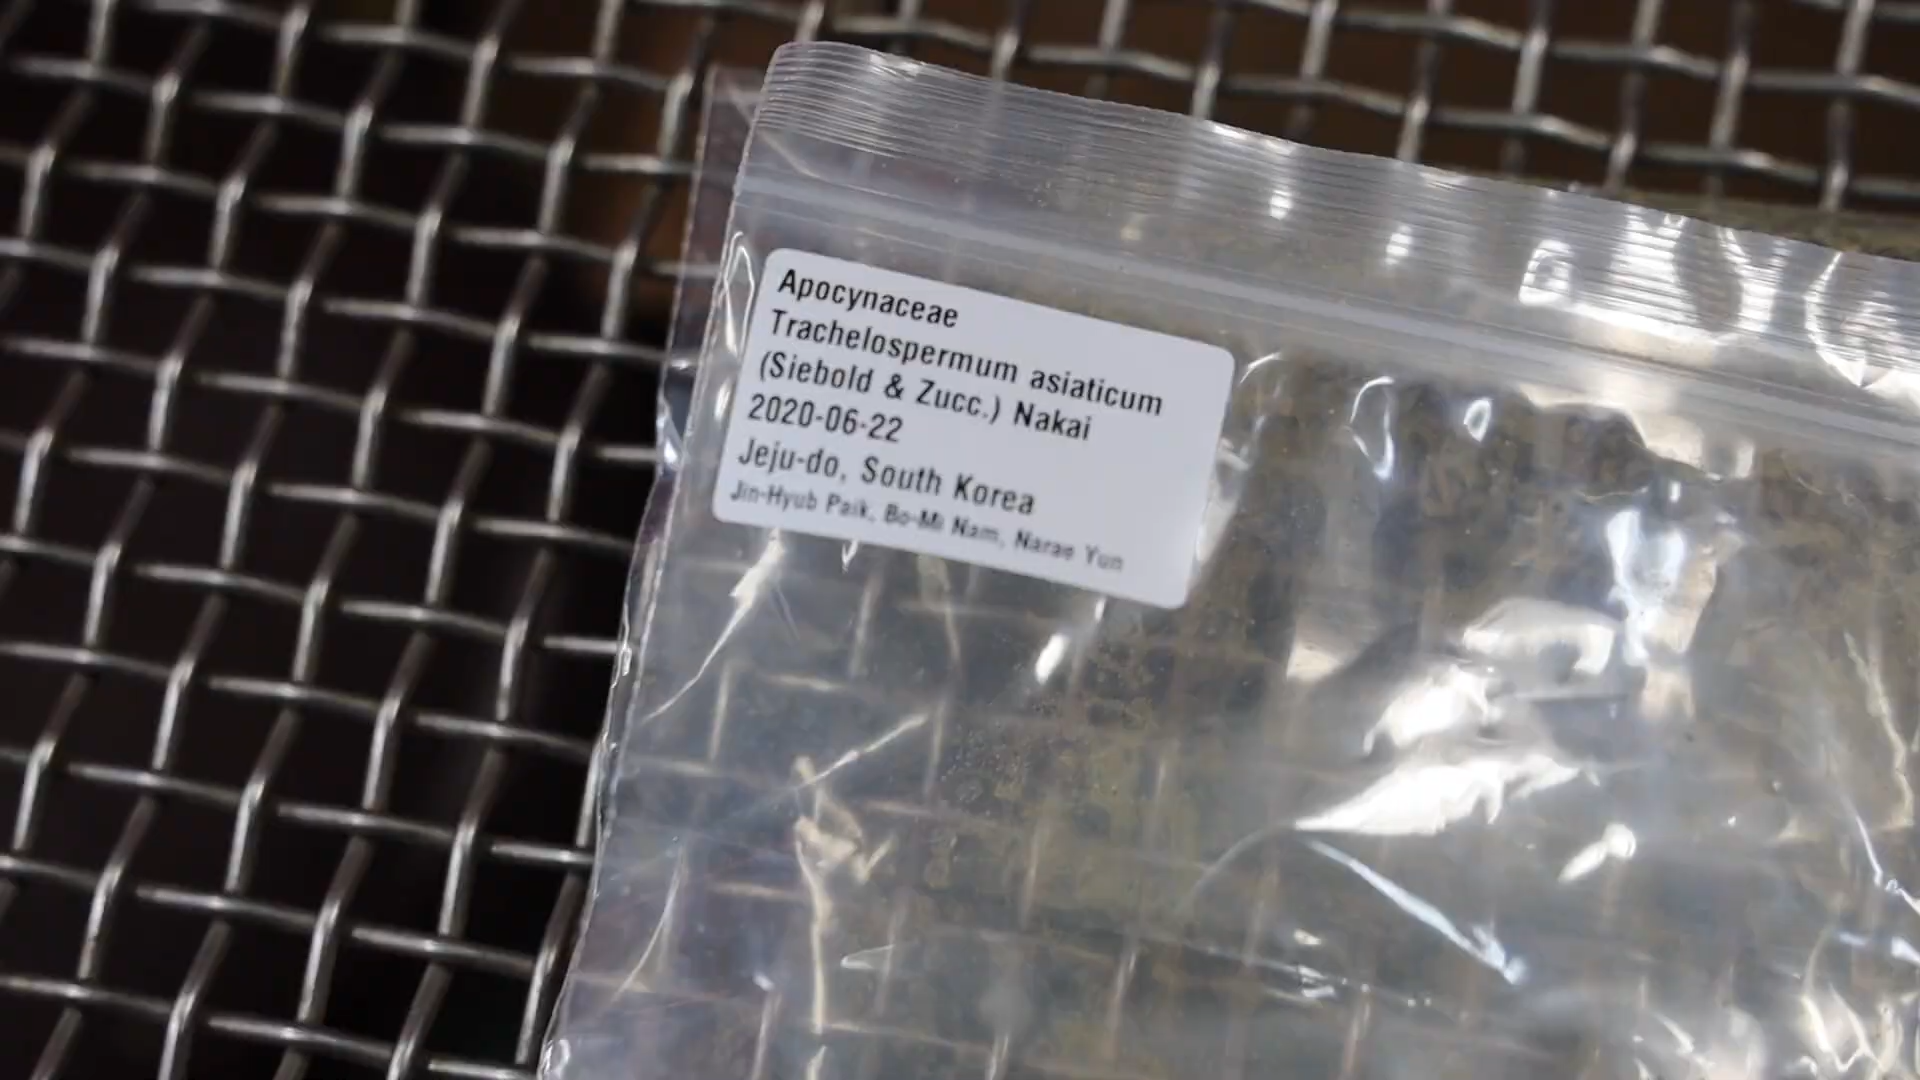 Apocynaceae
Trachelospermum asiaticum
(Siebold & Zucc.) Nakai
2020-06-22
Jeju-do, South Korea
Jin-Hyub Paik, Bo-Mi Nam, Narae Yun